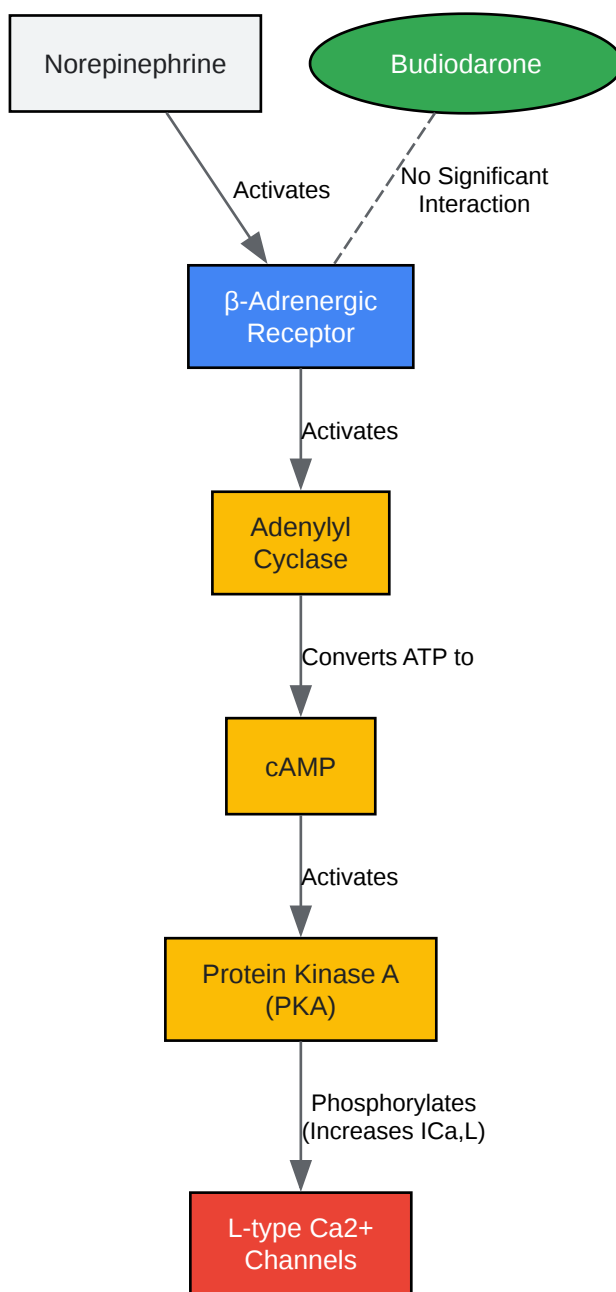 Norepinephrine
Budiodarone
Activates
No Significant
Interaction
β-Adrenergic
Receptor
Activates
Adenylyl
Cyclase
Converts ATP to
cAMP
Activates
Protein Kinase A
(PKA)
Phosphorylates
(Increases ICa,L)
L-type Ca2+
Channels